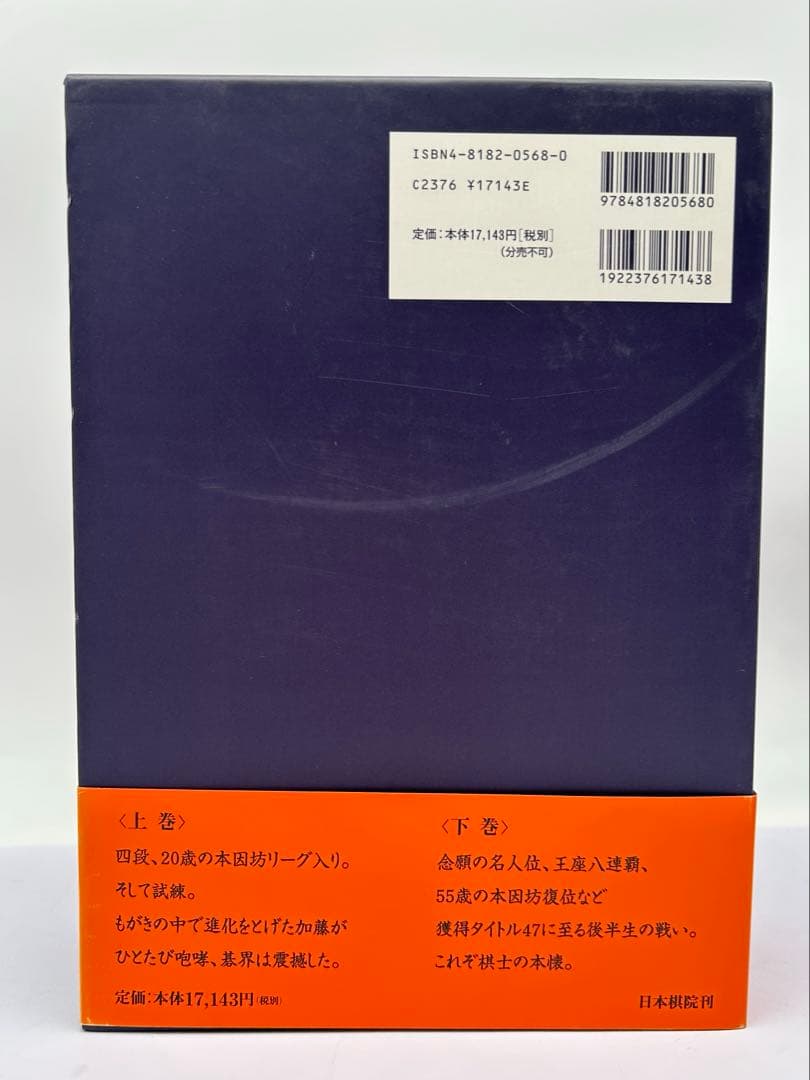 ISBN4-8182-0568-0
C2376 ¥17143E
定価：本体17,143円[税別]
（分売不可）
9784818205680
1922376171438
〈上 巻〉
四段、20歳の本因坊リーグ入り。
そして試練。
もがきの中で進化をとげた加藤が
ひとたび咆哮、碁界は震撼した。
定価：本体17,143円（税別）
〈下 巻〉
念願の名人位、王座八連覇、
55歳の本因坊復位など
獲得タイトル47に至る後半生の戦い。
これぞ棋士の本懐。
日本棋院刊